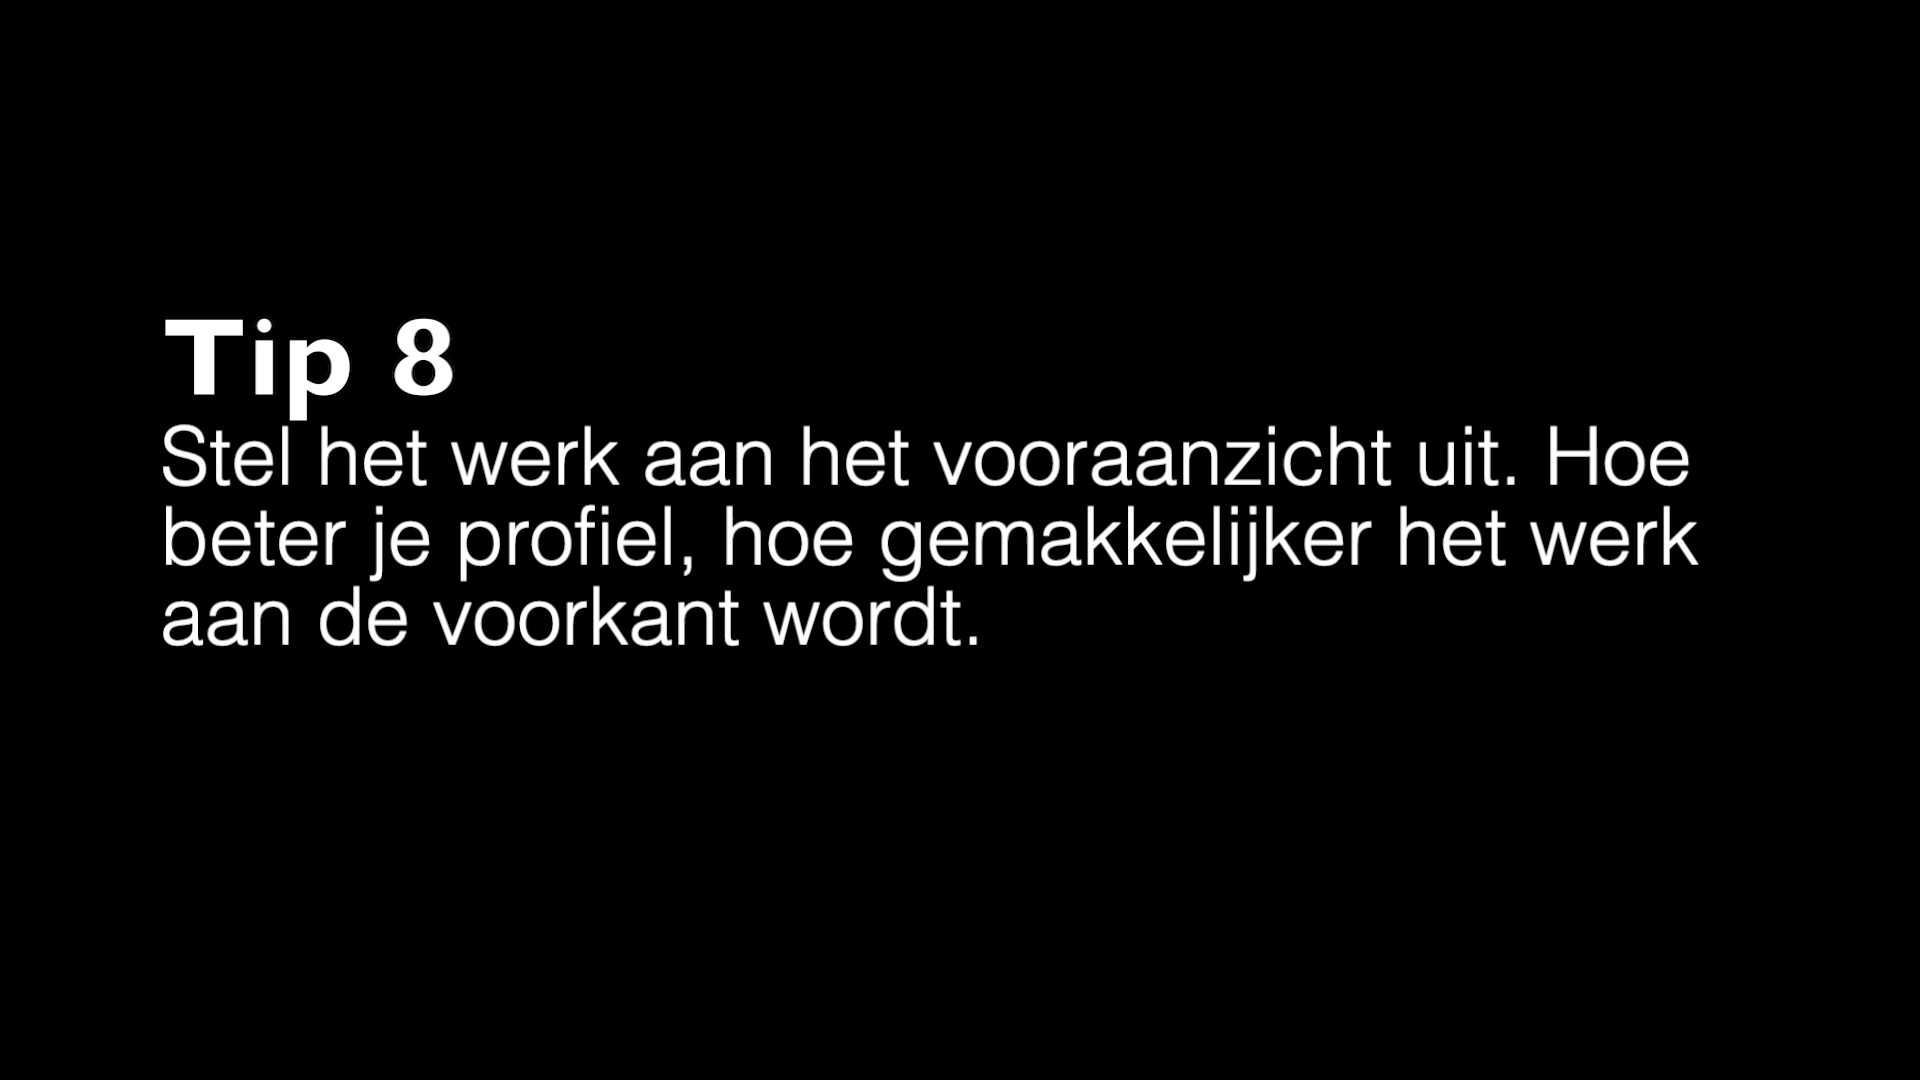 Tip 8
Stel het werk aan het vooraanzicht uit. Hoe
beter je profiel, hoe gemakkelijker het werk
aan de voorkant wordt.